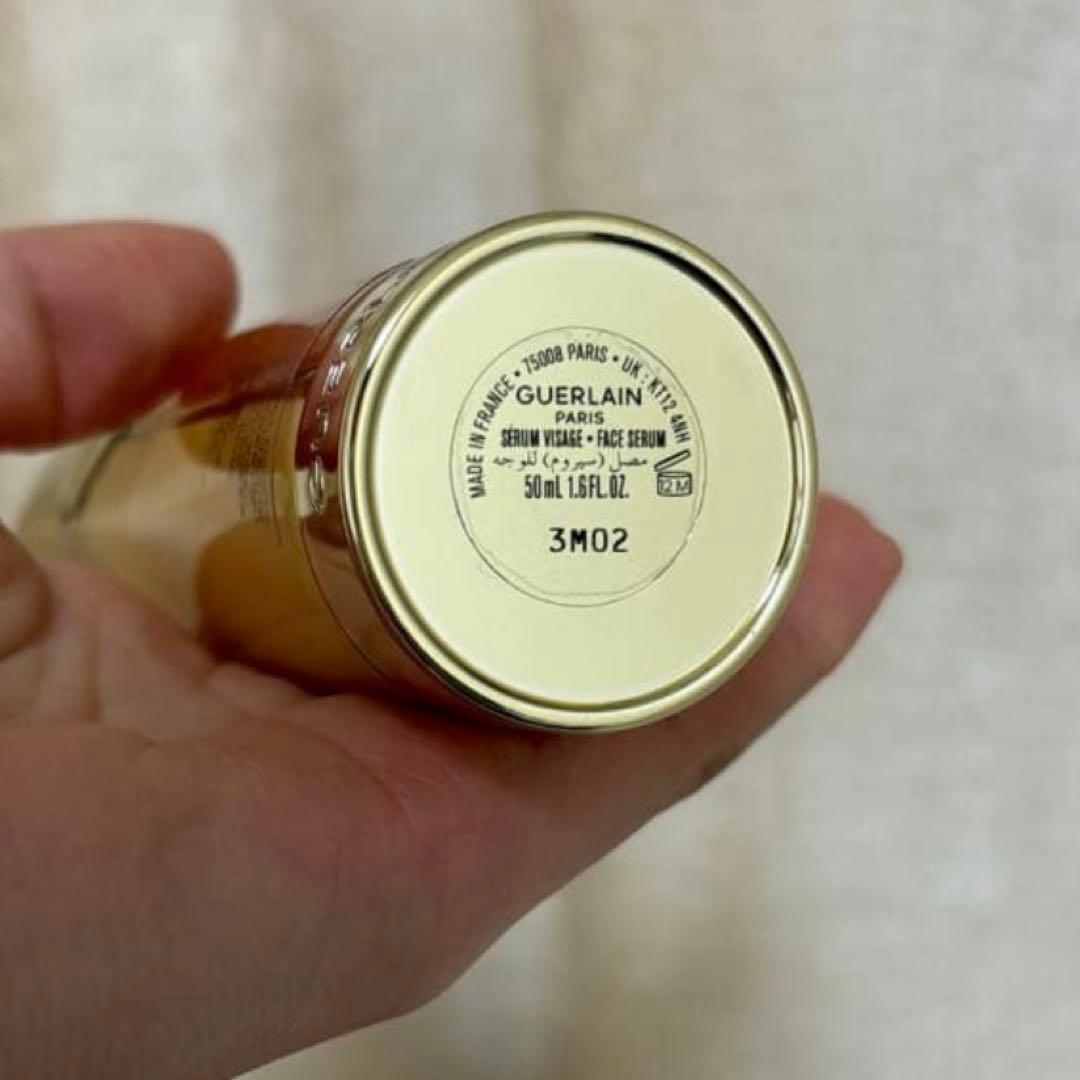 MADE IN FRANCE • 75008 PARIS • UK : KT12 4NH
GUERLAIN
PARIS
SÉRUM VISAGE • FACE SERUM
مصل (سيروم) للوجه
50mL 1.6FL.OZ.
12 M
3M02